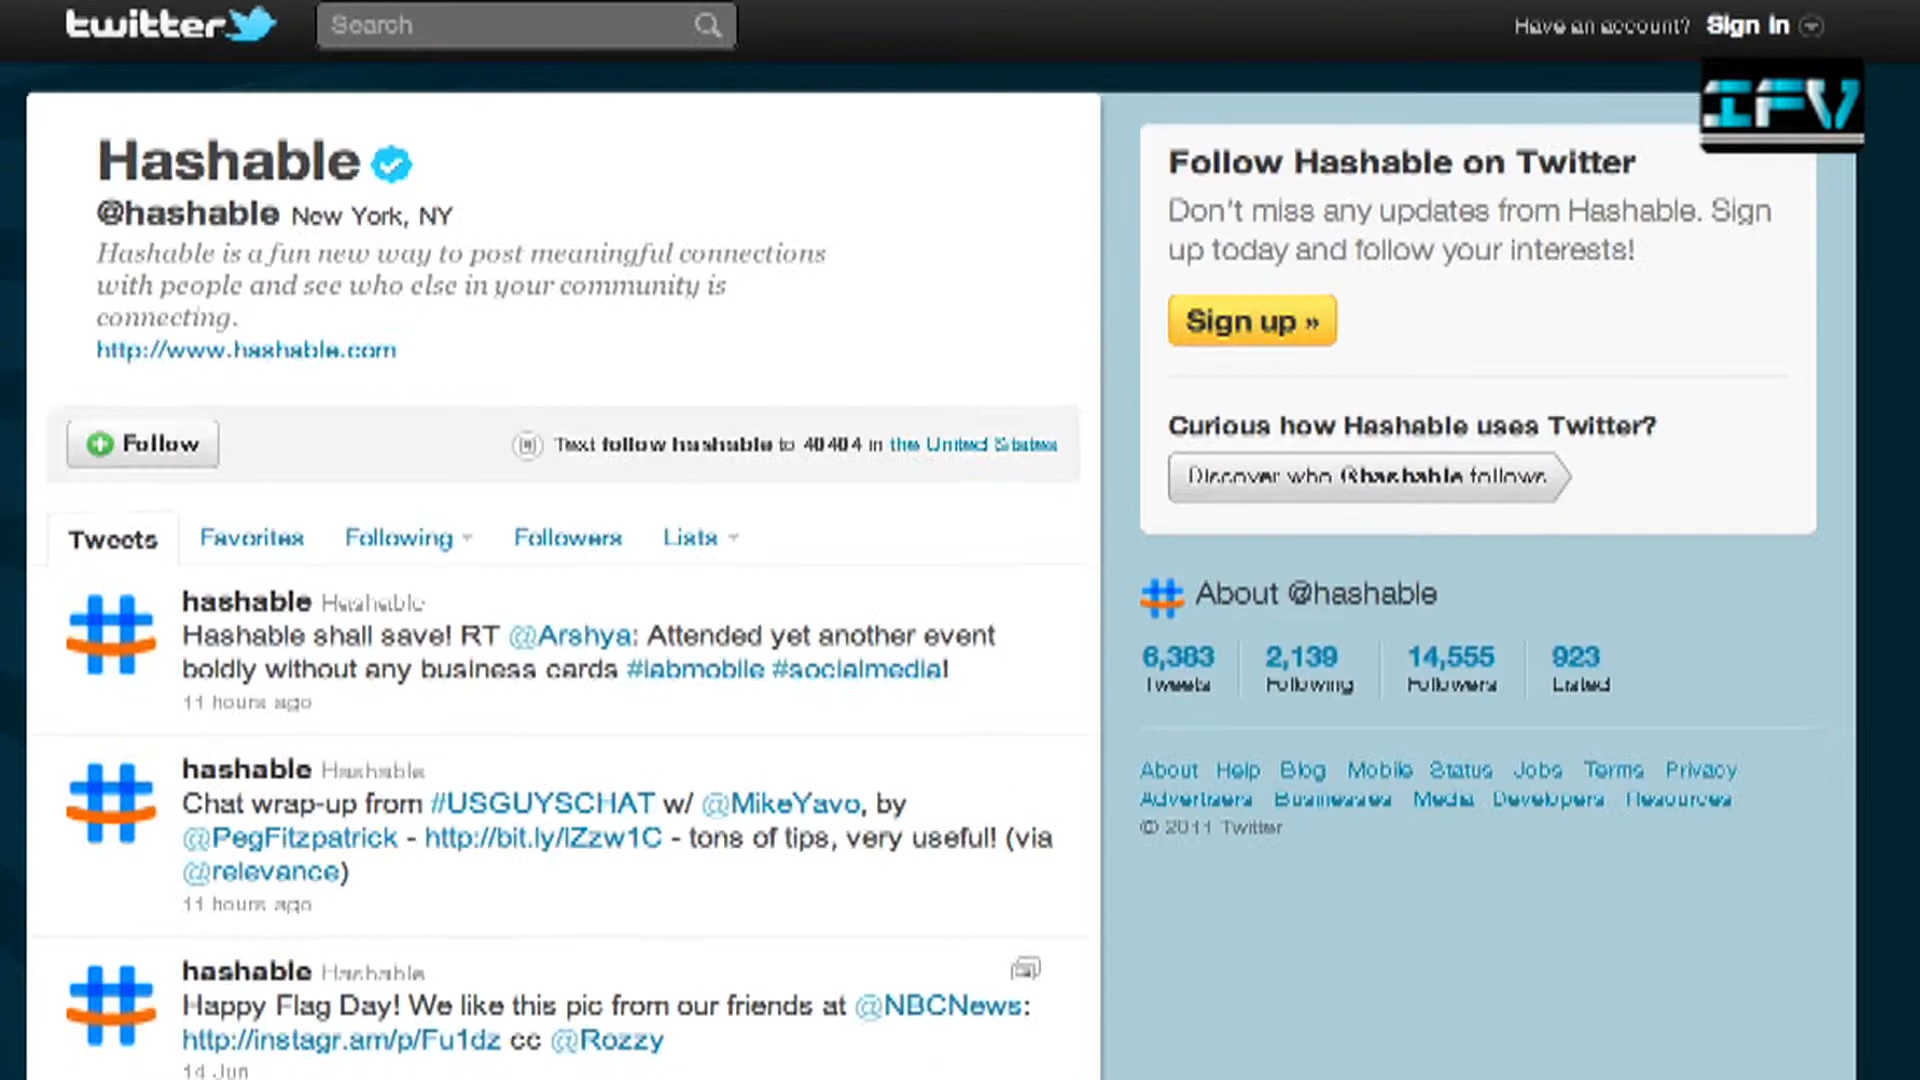 twitter Search Have an account? Sign in
IFV
Hashable
@hashable New York, NY
Hashable is a fun new way to post meaningful connections
with people and see who else in your community is
connecting.
http://www.hashable.com
Follow
Text follow hashable to 40404 in the United States
Tweets Favorites Following Followers Lists
hashable Hashable
Hashable shall save! RT @Arshya: Attended yet another event
boldly without any business cards #labmobile #socialmedia!
11 hours ago
hashable Hashable
Chat wrap-up from #USGUYSCHAT w/ @MikeYavo, by
@PegFitzpatrick - http://bit.ly/lZzw1C - tons of tips, very useful! (via
@relevance)
11 hours ago
hashable Hashable
Happy Flag Day! We like this pic from our friends at @NBCNews:
http://instagr.am/p/Fu1dz cc @Rozzy
14 Jun
Follow Hashable on Twitter
Don't miss any updates from Hashable. Sign
up today and follow your interests!
Sign up »
Curious how Hashable uses Twitter?
Discover who @hashable follows
About @hashable
6,383 2,139 14,555 923
Tweets Following Followers Listed
About Help Blog Mobile Status Jobs Terms Privacy
Advertisers Businesses Media Developers Resources
© 2011 Twitter